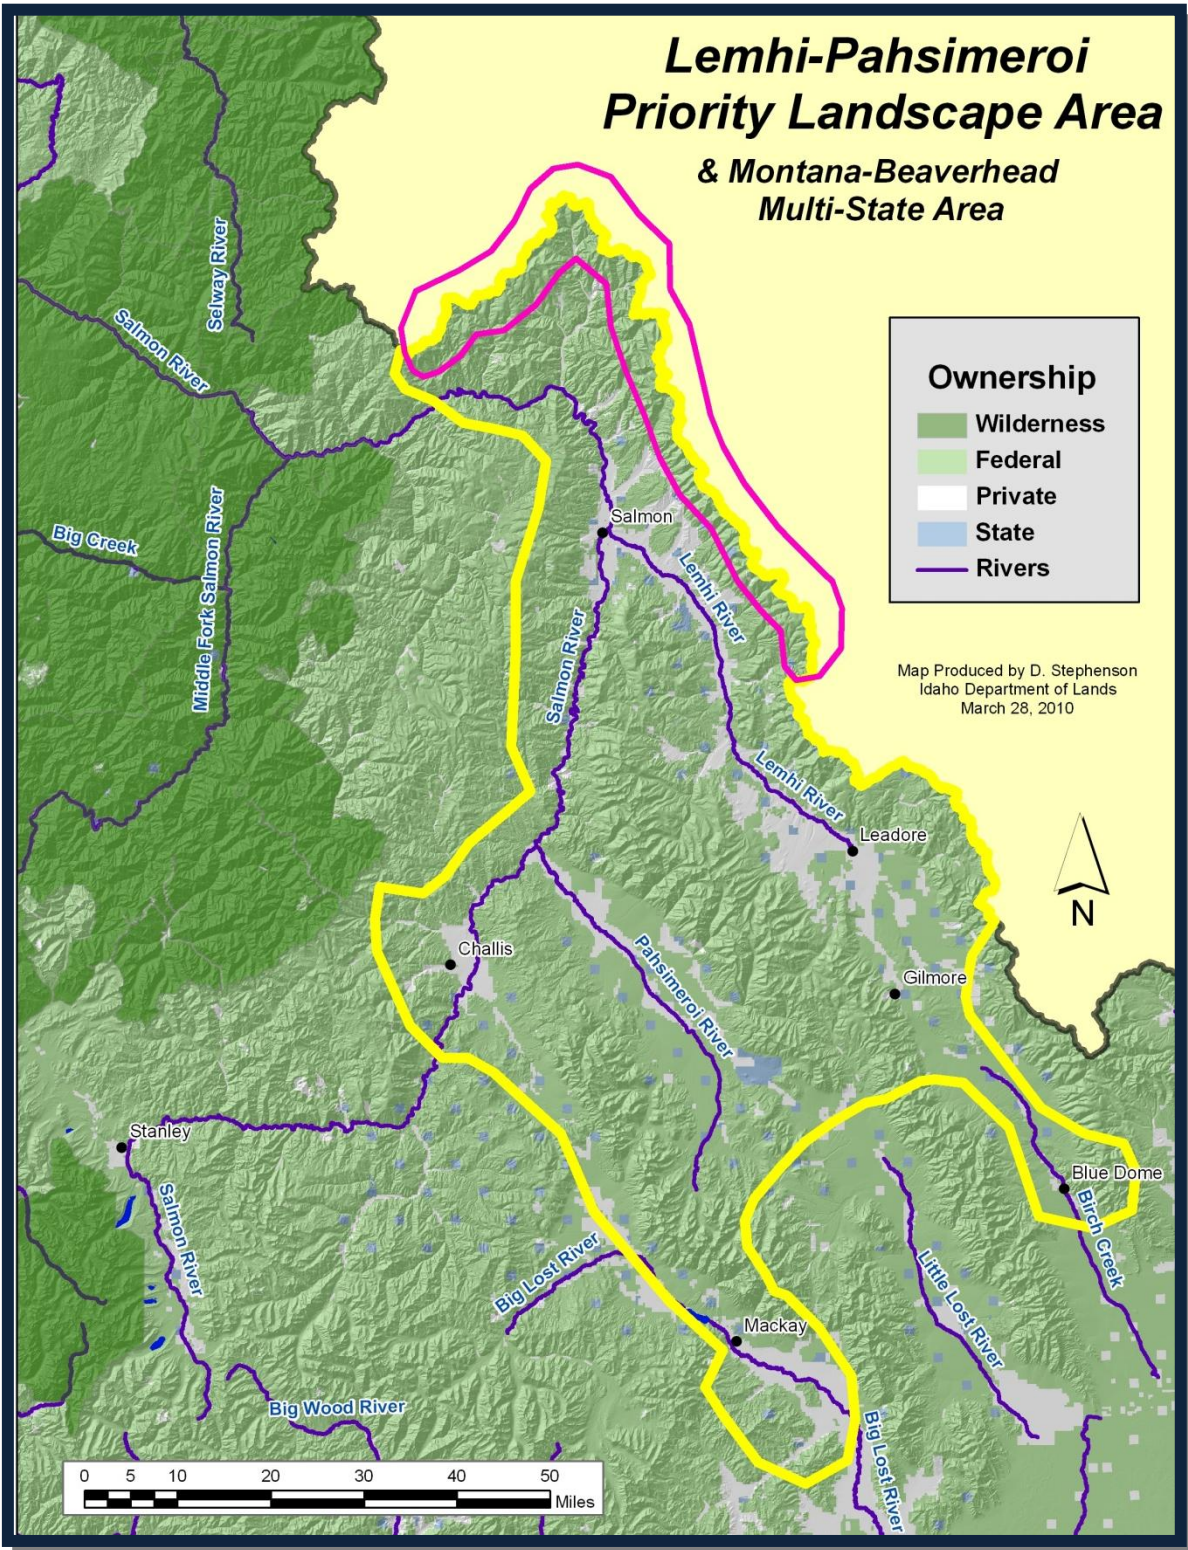 Lemhi-Pahsimeroi
Priority Landscape Area
& Montana-Beaverhead
Multi-State Area
Selway River
Salmon River
Ownership
Wilderness
Federal
Private
State
Rivers
Big Creek
Middle Fork Salmon River
Salmon
Lemhi River
Salmon River
Map Produced by D. Stephenson
Idaho Department of Lands
March 28, 2010
Lemhi River
Leadore
N
Challis
Pahsimeroi River
Gilmore
Stanley
Salmon River
Blue Dome
Birch Creek
Big Lost River
Little Lost River
Mackay
Big Wood River
Big Lost River
0 5 10 20 30 40 50
Miles